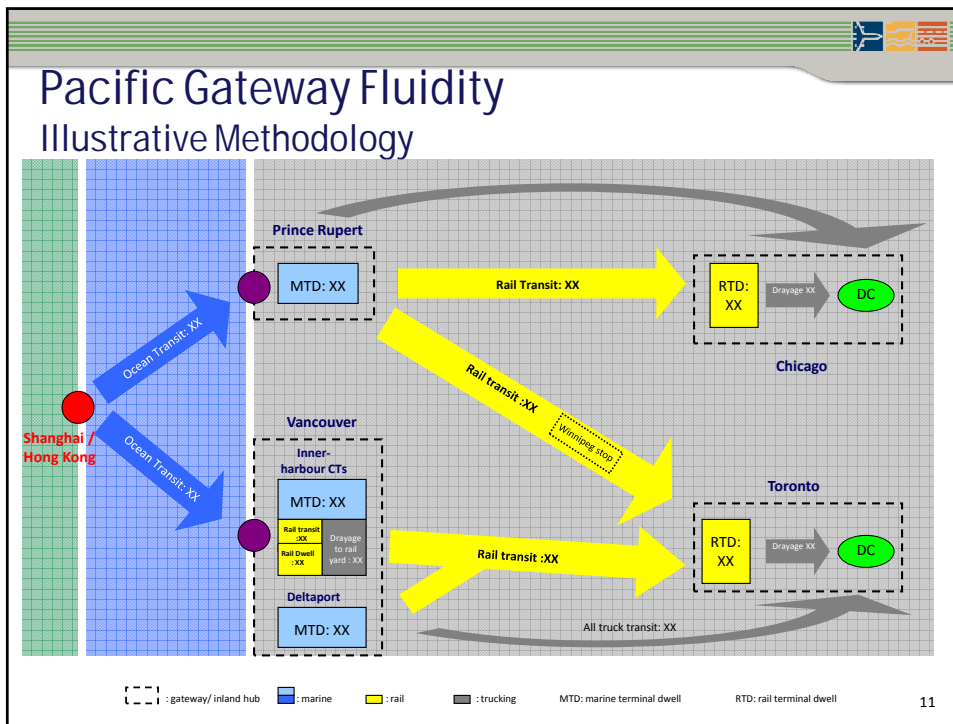 Pacific Gateway Fluidity
Illustrative Methodology
Prince Rupert
MTD: XX
Rail Transit: XX
RTD:
XX
Drayage XX
DC
Chicago
Ocean Transit: XX
Shanghai /
Hong Kong
Ocean Transit: XX
Rail transit :XX
Winnipeg stop
Vancouver
Inner-
harbour CTs
MTD: XX
Rail transit
:XX
Rail Dwell
: XX
Drayage
to rail
yard : XX
Deltaport
MTD: XX
Rail transit :XX
Toronto
RTD:
XX
Drayage XX
DC
All truck transit: XX
: gateway/ inland hub
: marine
: rail
: trucking
MTD: marine terminal dwell
RTD: rail terminal dwell
11